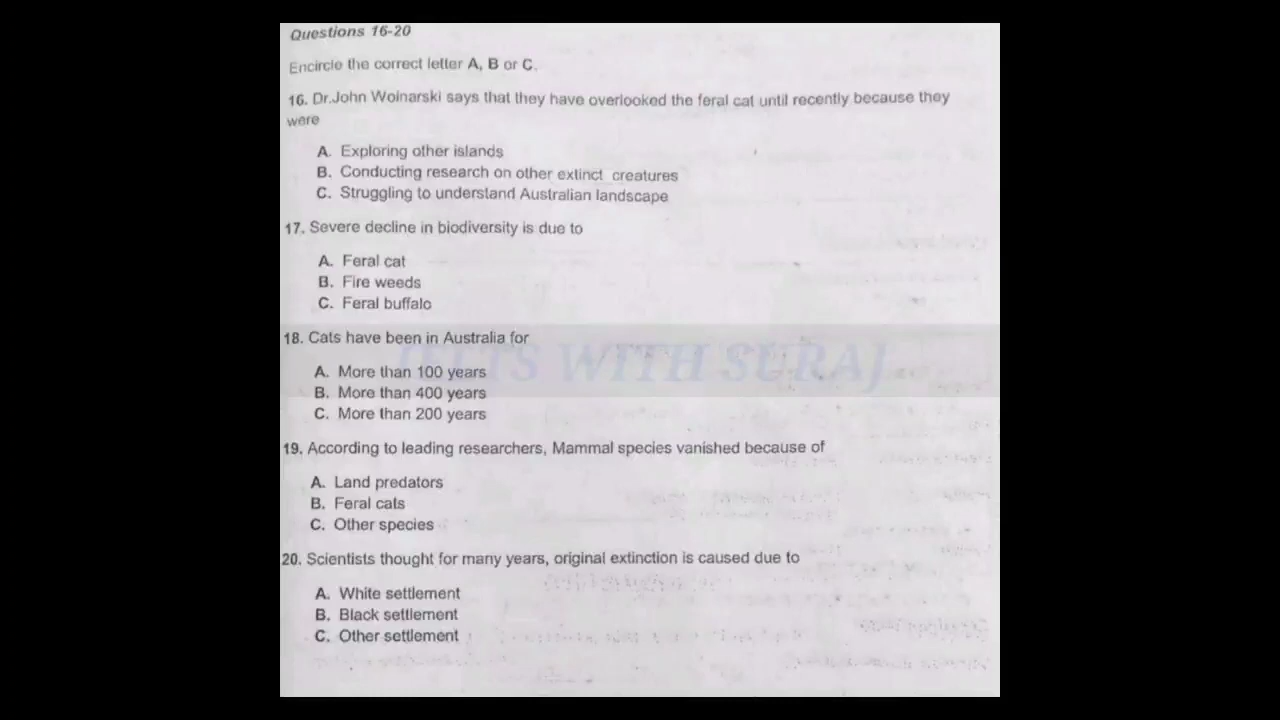 Questions 16-20
Encircle the correct letter A, B or C.
16. Dr.John Woinarski says that they have overlooked the feral cat until recently because they
were
A. Exploring other islands
B. Conducting research on other extinct creatures
C. Struggling to understand Australian landscape
17. Severe decline in biodiversity is due to
A. Feral cat
B. Fire weeds
C. Feral buffalo
18. Cats have been in Australia for
IELTS WITH SURAJ
A. More than 100 years
B. More than 400 years
C. More than 200 years
19. According to leading researchers, Mammal species vanished because of
A. Land predators
B. Feral cats
C. Other species
20. Scientists thought for many years, original extinction is caused due to
A. White settlement
B. Black settlement
C. Other settlement